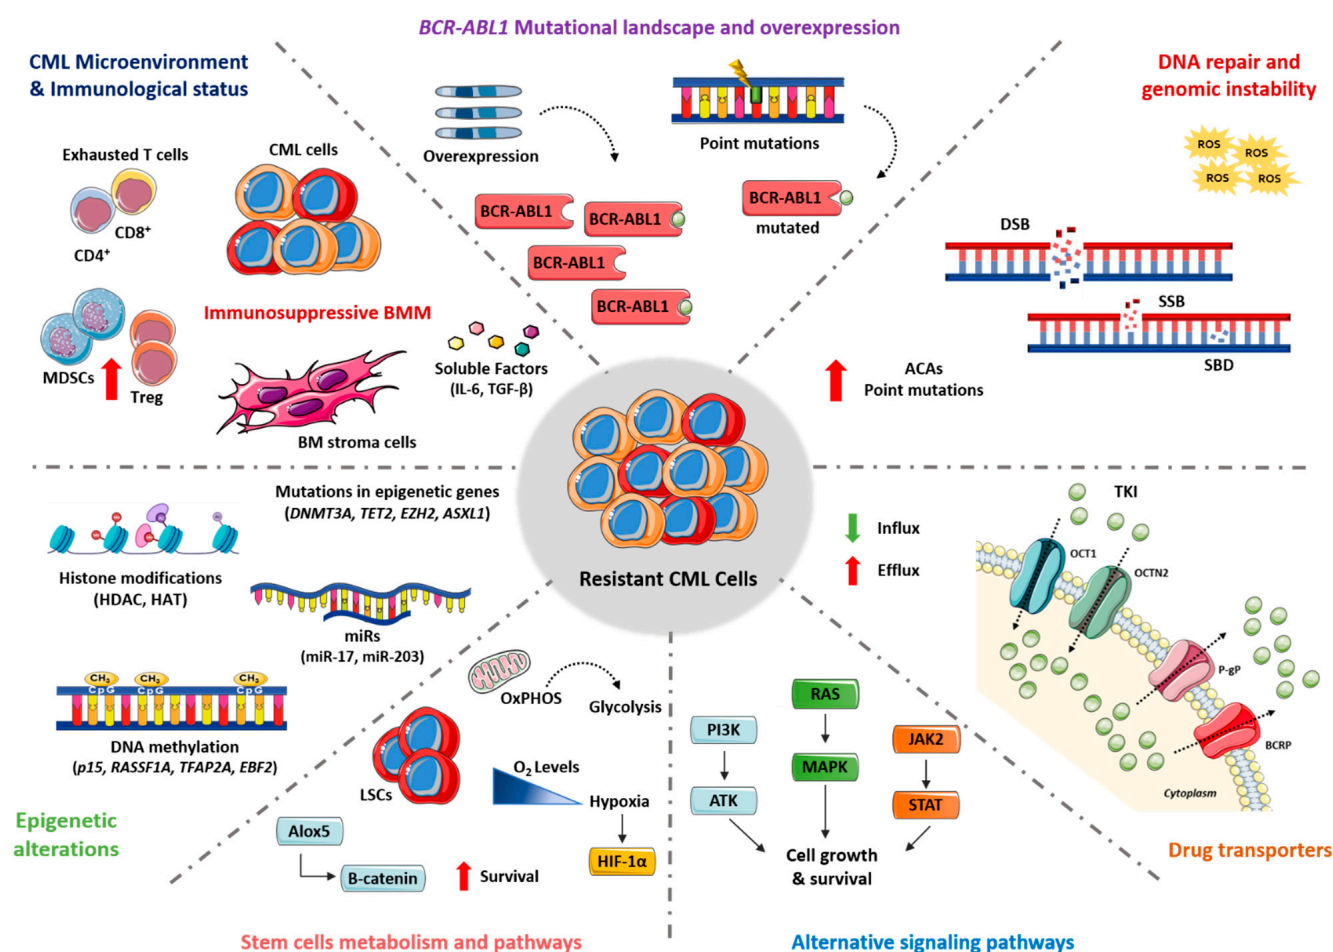 BCR-ABL1 Mutational landscape and overexpression
CML Microenvironment
& Immunological status
Exhausted T cells
CML cells
CD8⁺
CD4⁺
Immunosuppressive BMM
MDSCs
Treg
BM stroma cells
Soluble Factors
(IL-6, TGF-β)
Overexpression
Point mutations
BCR-ABL1
BCR-ABL1
BCR-ABL1
BCR-ABL1
BCR-ABL1
mutated
DNA repair and
genomic instability
ROS
ROS
ROS
ROS
DSB
SSB
SBD
ACAs
Point mutations
Resistant CML Cells
Mutations in epigenetic genes
(DNMT3A, TET2, EZH2, ASXL1)
Histone modifications
(HDAC, HAT)
miRs
(miR-17, miR-203)
CH₃ CH₃ CH₃
CpG CpG CpG
DNA methylation
(p15, RASSF1A, TFAP2A, EBF2)
Epigenetic
alterations
OxPHOS
Glycolysis
LSCs
O₂ Levels
Hypoxia
HIF-1α
Alox5
B-catenin
Survival
Stem cells metabolism and pathways
RAS
PI3K
JAK2
MAPK
ATK
STAT
Cell growth
& survival
Alternative signaling pathways
TKI
Influx
Efflux
OCT1
OCTN2
P-gP
BCRP
Cytoplasm
Drug transporters